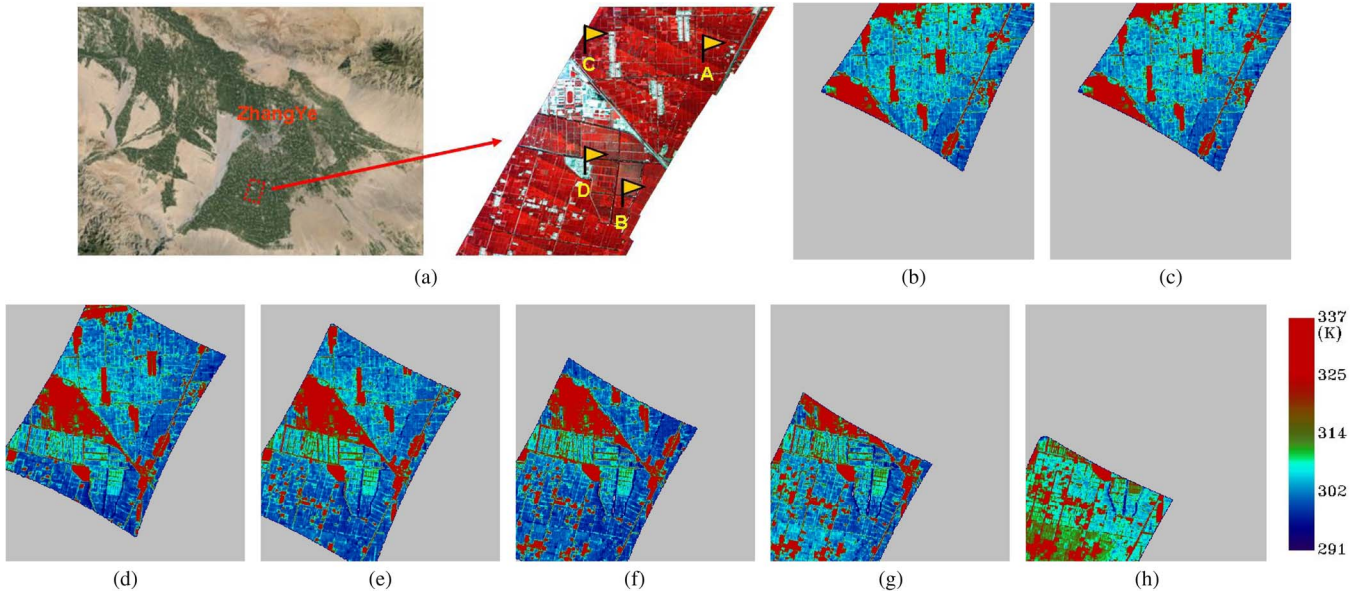 ZhangYe
C
A
D
B
(a)
(b)
(c)
337
(K)
325
314
302
291
(d)
(e)
(f)
(g)
(h)